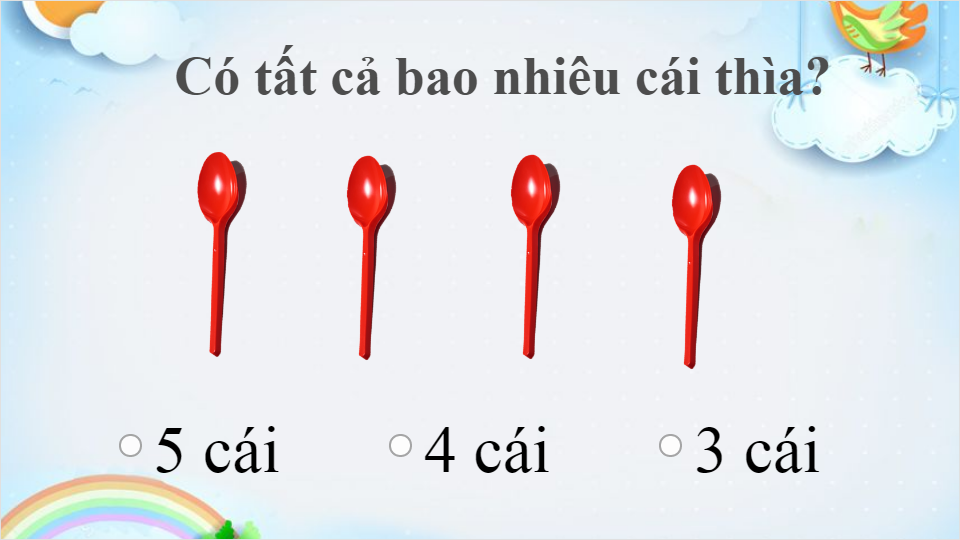 Có tất cả bao nhiêu cái thìa?
5 cái
4 cái
3 cái